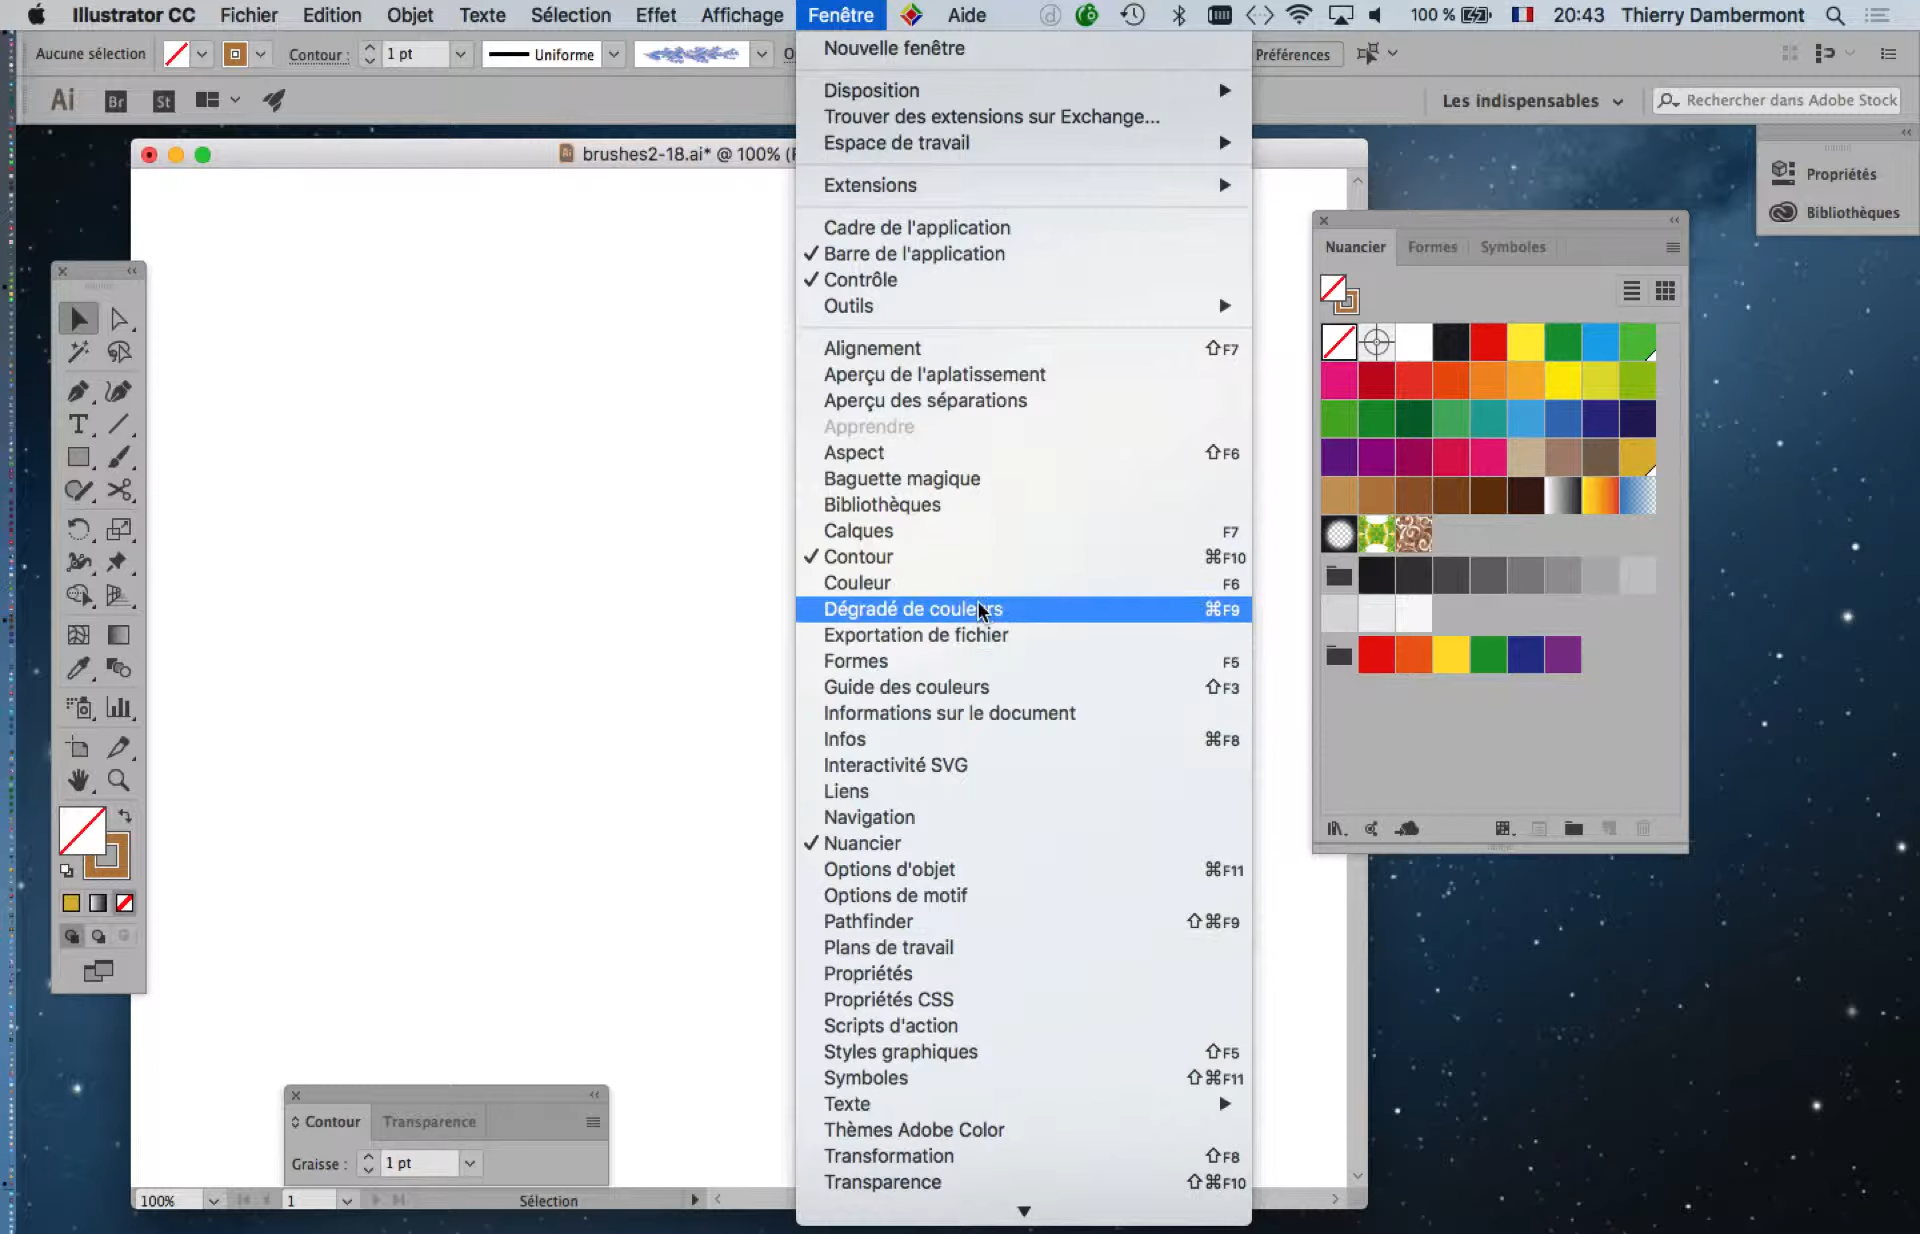 Illustrator CC Fichier Edition Objet Texte Sélection Effet Affichage Fenêtre Aide 100 % 20:43 Thierry Dambermont
Aucune sélection Contour : 1 pt Uniforme Préférences
Ai Br St Les indispensables Rechercher dans Adobe Stock
brushes2-18.ai* @ 100%
Propriétés
Bibliothèques
Nouvelle fenêtre
Disposition
Trouver des extensions sur Exchange...
Espace de travail
Extensions
Cadre de l'application
Barre de l'application
Contrôle
Outils
Alignement ⇧F7
Aperçu de l'aplatissement
Aperçu des séparations
Apprendre
Aspect ⇧F6
Baguette magique
Bibliothèques
Calques F7
Contour ⌘F10
Couleur F6
Dégradé de couleurs ⌘F9
Exportation de fichier
Formes F5
Guide des couleurs ⇧F3
Informations sur le document
Infos ⌘F8
Interactivité SVG
Liens
Navigation
Nuancier
Options d'objet ⌘F11
Options de motif
Pathfinder ⇧⌘F9
Plans de travail
Propriétés
Propriétés CSS
Scripts d'action
Styles graphiques ⇧F5
Symboles ⇧⌘F11
Texte
Thèmes Adobe Color
Transformation ⇧F8
Transparence ⇧⌘F10
Nuancier Formes Symboles
Contour Transparence
Graisse : 1 pt
100% 1 Sélection